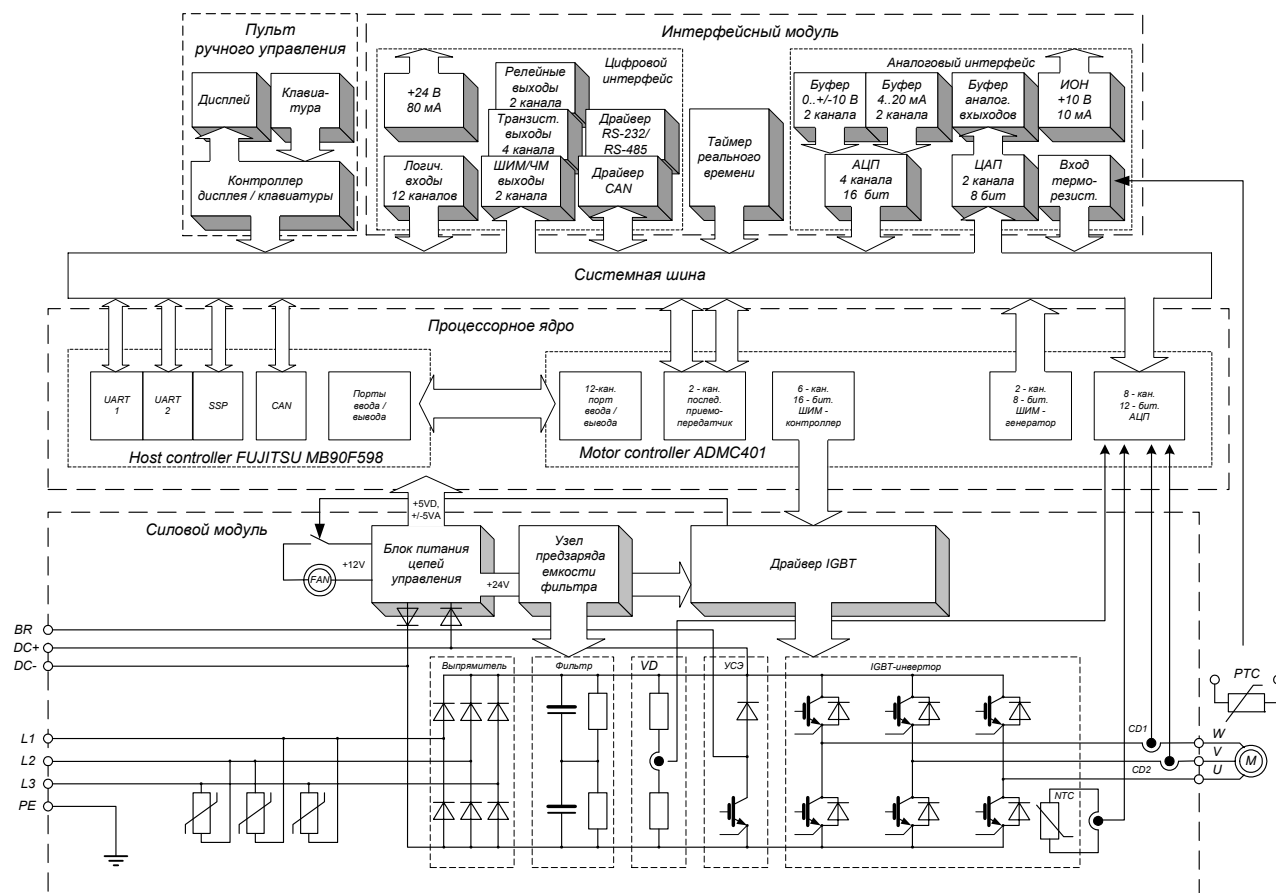 Пульт
ручного управления
Дисплей
Клавиа-
тура
Контроллер
дисплея / клавиатуры
Интерфейсный модуль
Цифровой
интерфейс
+24 В
80 мА
Релейные
выходы
2 канала
Транзист.
выходы
4 канала
Драйвер
RS-232/
RS-485
Логич.
входы
12 каналов
ШИМ/ЧМ
выходы
2 канала
Драйвер
CAN
Таймер
реального
времени
Аналоговый интерфейс
Буфер
0..+/-10 В
2 канала
Буфер
4..20 мА
2 канала
Буфер
аналог.
вхыходов
ИОН
+10 В
10 мА
АЦП
4 канала
16 бит
ЦАП
2 канала
8 бит
Вход
термо-
резист.
Системная шина
Процессорное ядро
UART
1
UART
2
SSP
CAN
Порты
ввода /
вывода
Host controller FUJITSU MB90F598
12-кан.
порт
ввода /
вывода
2 - кан.
послед.
приемо-
передатчик
6 - кан.
16 - бит.
ШИМ -
контроллер
2 - кан.
8 - бит.
ШИМ -
генератор
8 - кан.
12 - бит.
АЦП
Motor controller ADMC401
Силовой модуль
+5VD,
+/-5VA
FAN
+12V
Блок питания
цепей
управления
+24V
Узел
предзаряда
емкости
фильтра
Драйвер IGBT
BR
DC+
DC-
L1
L2
L3
PE
Выпрямитель
Фильтр
VD
УСЭ
IGBT-инвертор
CD1
CD2
NTC
PTC
W
V
U
M